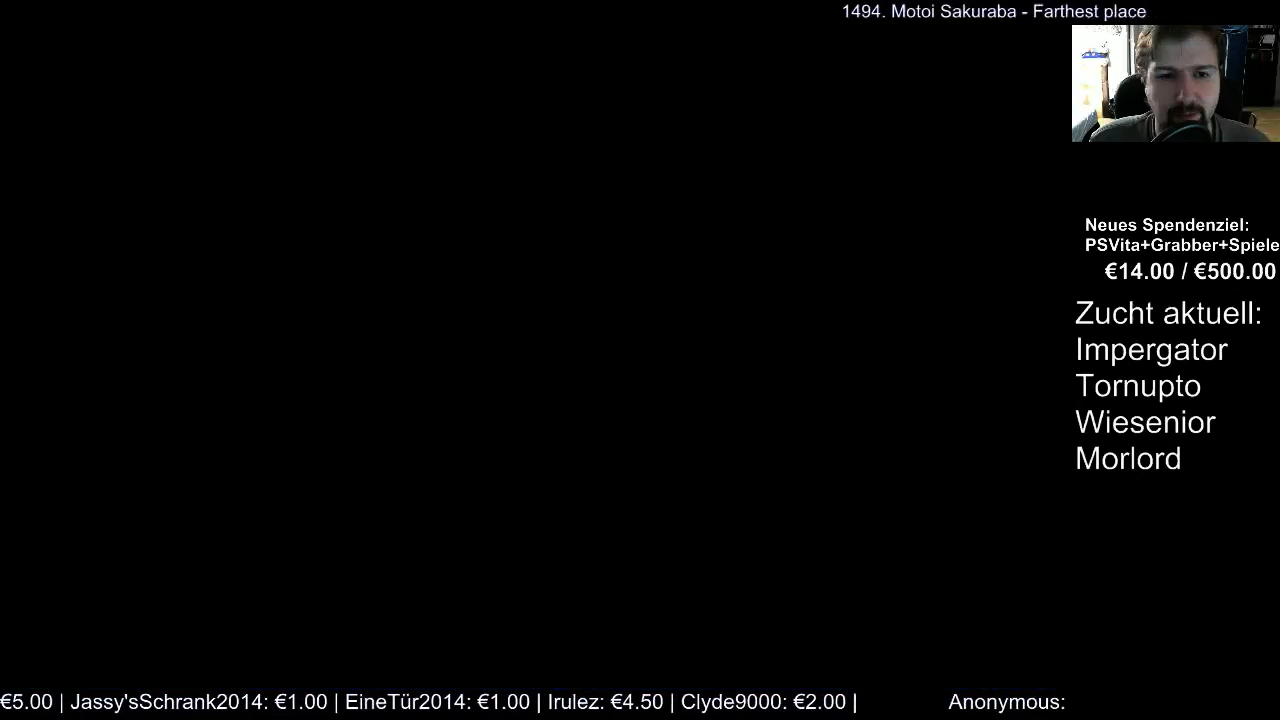 1494. Motoi Sakuraba - Farthest place
Neues Spendenziel:
PSVita+Grabber+Spiele
€14.00 / €500.00
Zucht aktuell:
Impergator
Tornupto
Wiesenior
Morlord
€5.00 | Jassy'sSchrank2014: €1.00 | EineTür2014: €1.00 | Irulez: €4.50 | Clyde9000: €2.00 | Anonymous: